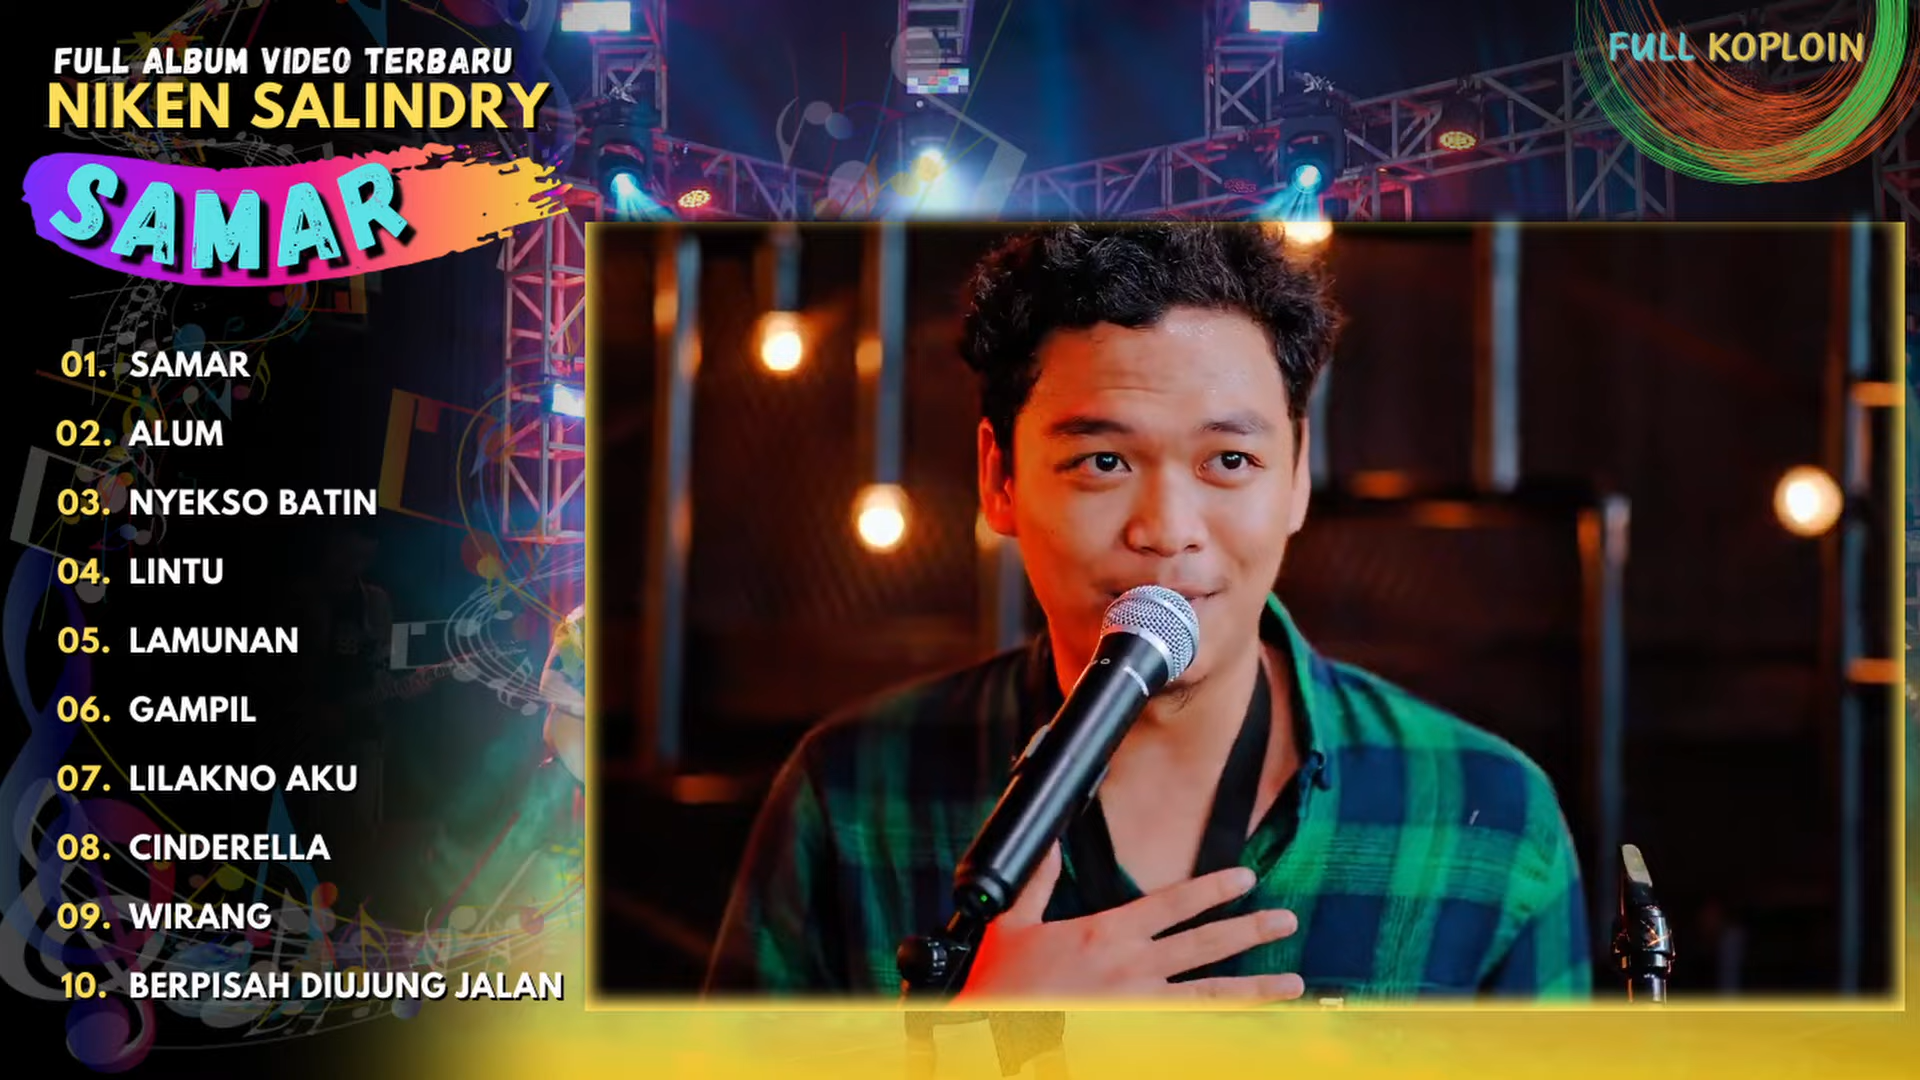 FULL ALBUM VIDEO TERBARU
NIKEN SALINDRY
SAMAR
FULL KOPLOIN
01. SAMAR
02. ALUM
03. NYEKSO BATIN
04. LINTU
05. LAMUNAN
06. GAMPIL
07. LILAKNO AKU
08. CINDERELLA
09. WIRANG
10. BERPISAH DIUJUNG JALAN